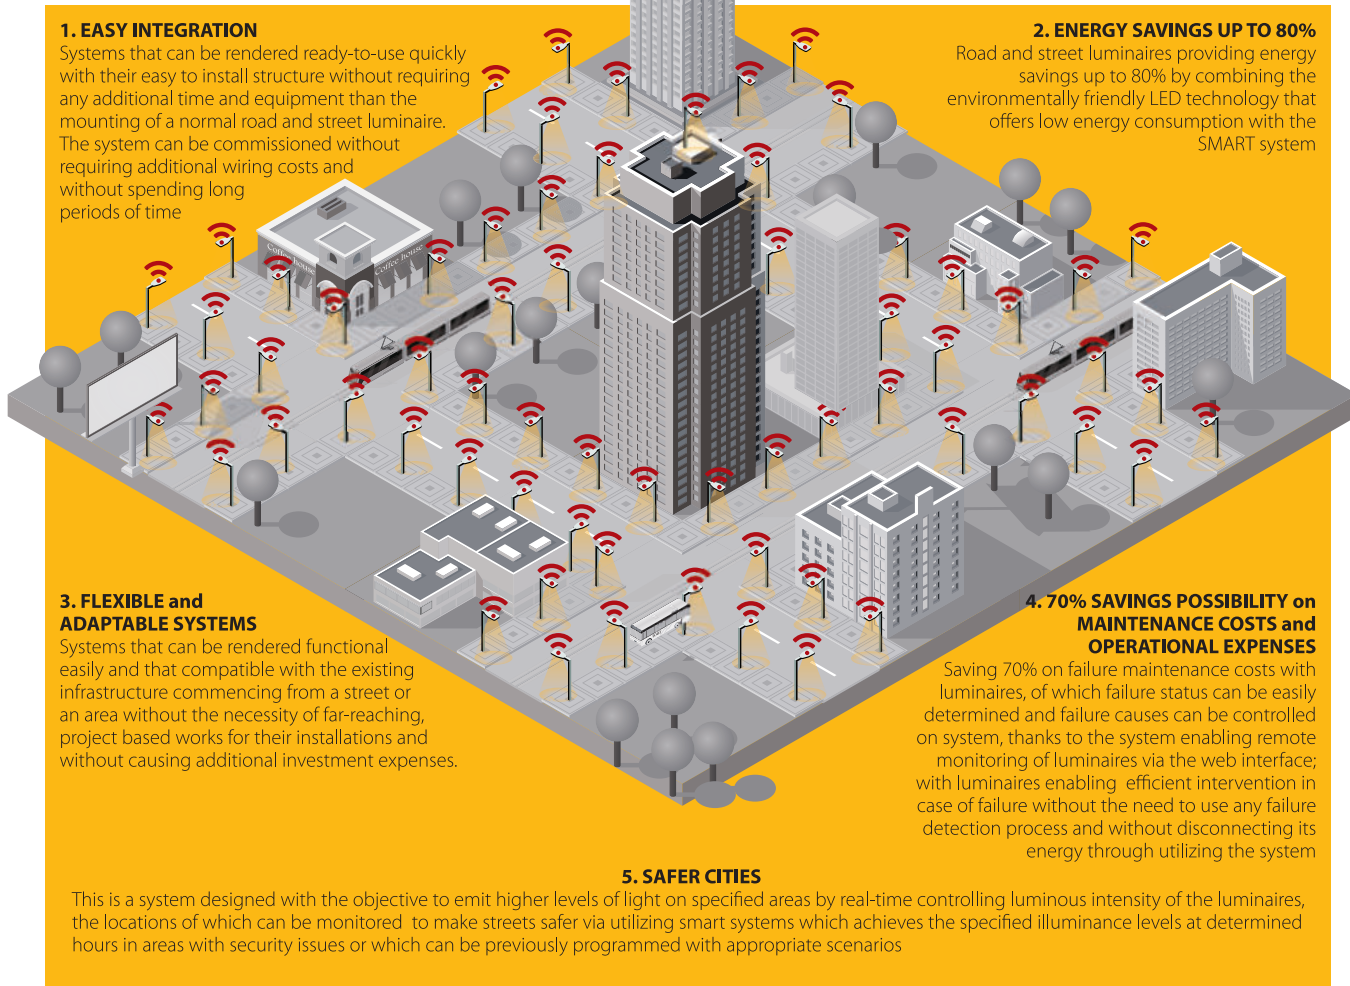 1. EASY INTEGRATION
Systems that can be rendered ready-to-use quickly
with their easy to install structure without requiring
any additional time and equipment than the
mounting of a normal road and street luminaire.
The system can be commissioned without
requiring additional wiring costs and
without spending long
periods of time
2. ENERGY SAVINGS UP TO 80%
Road and street luminaires providing energy
savings up to 80% by combining the
environmentally friendly LED technology that
offers low energy consumption with the
SMART system
Coffee house
Coffee house
3. FLEXIBLE and
ADAPTABLE SYSTEMS
Systems that can be rendered functional
easily and that compatible with the existing
infrastructure commencing from a street or
an area without the necessity of far-reaching,
project based works for their installations and
without causing additional investment expenses.
4. 70% SAVINGS POSSIBILITY on
MAINTENANCE COSTS and
OPERATIONAL EXPENSES
Saving 70% on failure maintenance costs with
luminaires, of which failure status can be easily
determined and failure causes can be controlled
on system, thanks to the system enabling remote
monitoring of luminaires via the web interface;
with luminaires enabling efficient intervention in
case of failure without the need to use any failure
detection process and without disconnecting its
energy through utilizing the system
5. SAFER CITIES
This is a system designed with the objective to emit higher levels of light on specified areas by real-time controlling luminous intensity of the luminaires,
the locations of which can be monitored to make streets safer via utilizing smart systems which achieves the specified illuminance levels at determined
hours in areas with security issues or which can be previously programmed with appropriate scenarios